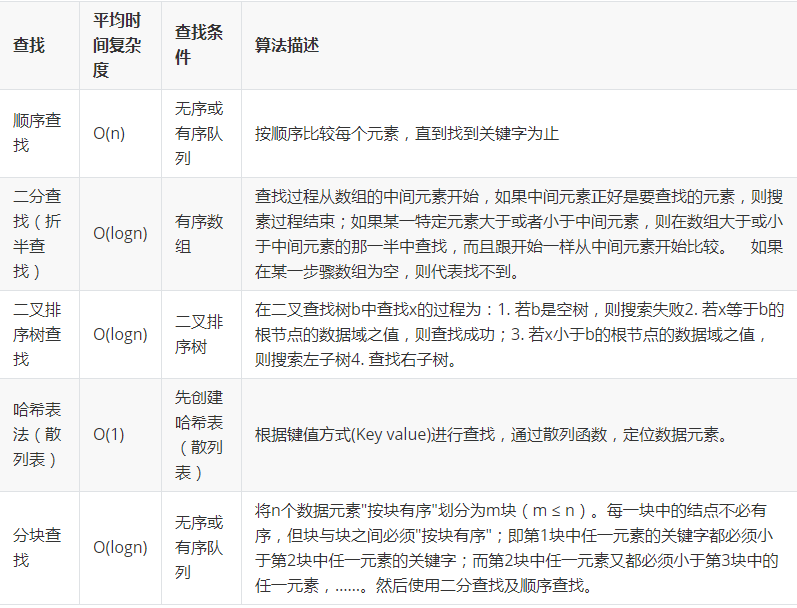 查找
平均时
间复杂
度
查找条
件
算法描述
顺序查
找
O(n)
无序或
有序队
列
按顺序比较每个元素，直到找到关键字为止
二分查
找（折
半查
找）
O(logn)
有序数
组
查找过程从数组的中间元素开始，如果中间元素正好是要查找的元素，则搜
素过程结束；如果某一特定元素大于或者小于中间元素，则在数组大于或小
于中间元素的那一半中查找，而且跟开始一样从中间元素开始比较。 如果
在某一步骤数组为空，则代表找不到。
二叉排
序树查
找
O(logn)
二叉排
序树
在二叉查找树b中查找x的过程为：1. 若b是空树，则搜索失败2. 若x等于b的
根节点的数据域之值，则查找成功；3. 若x小于b的根节点的数据域之值，
则搜索左子树4. 查找右子树。
哈希表
法（散
列表）
O(1)
先创建
哈希表
（散列
表）
根据键值方式(Key value)进行查找，通过散列函数，定位数据元素。
分块查
找
O(logn)
无序或
有序队
列
将n个数据元素"按块有序"划分为m块（m ≤ n）。每一块中的结点不必有
序，但块与块之间必须"按块有序"；即第1块中任一元素的关键字都必须小
于第2块中任一元素的关键字；而第2块中任一元素又都必须小于第3块中的
任一元素，……。然后使用二分查找及顺序查找。